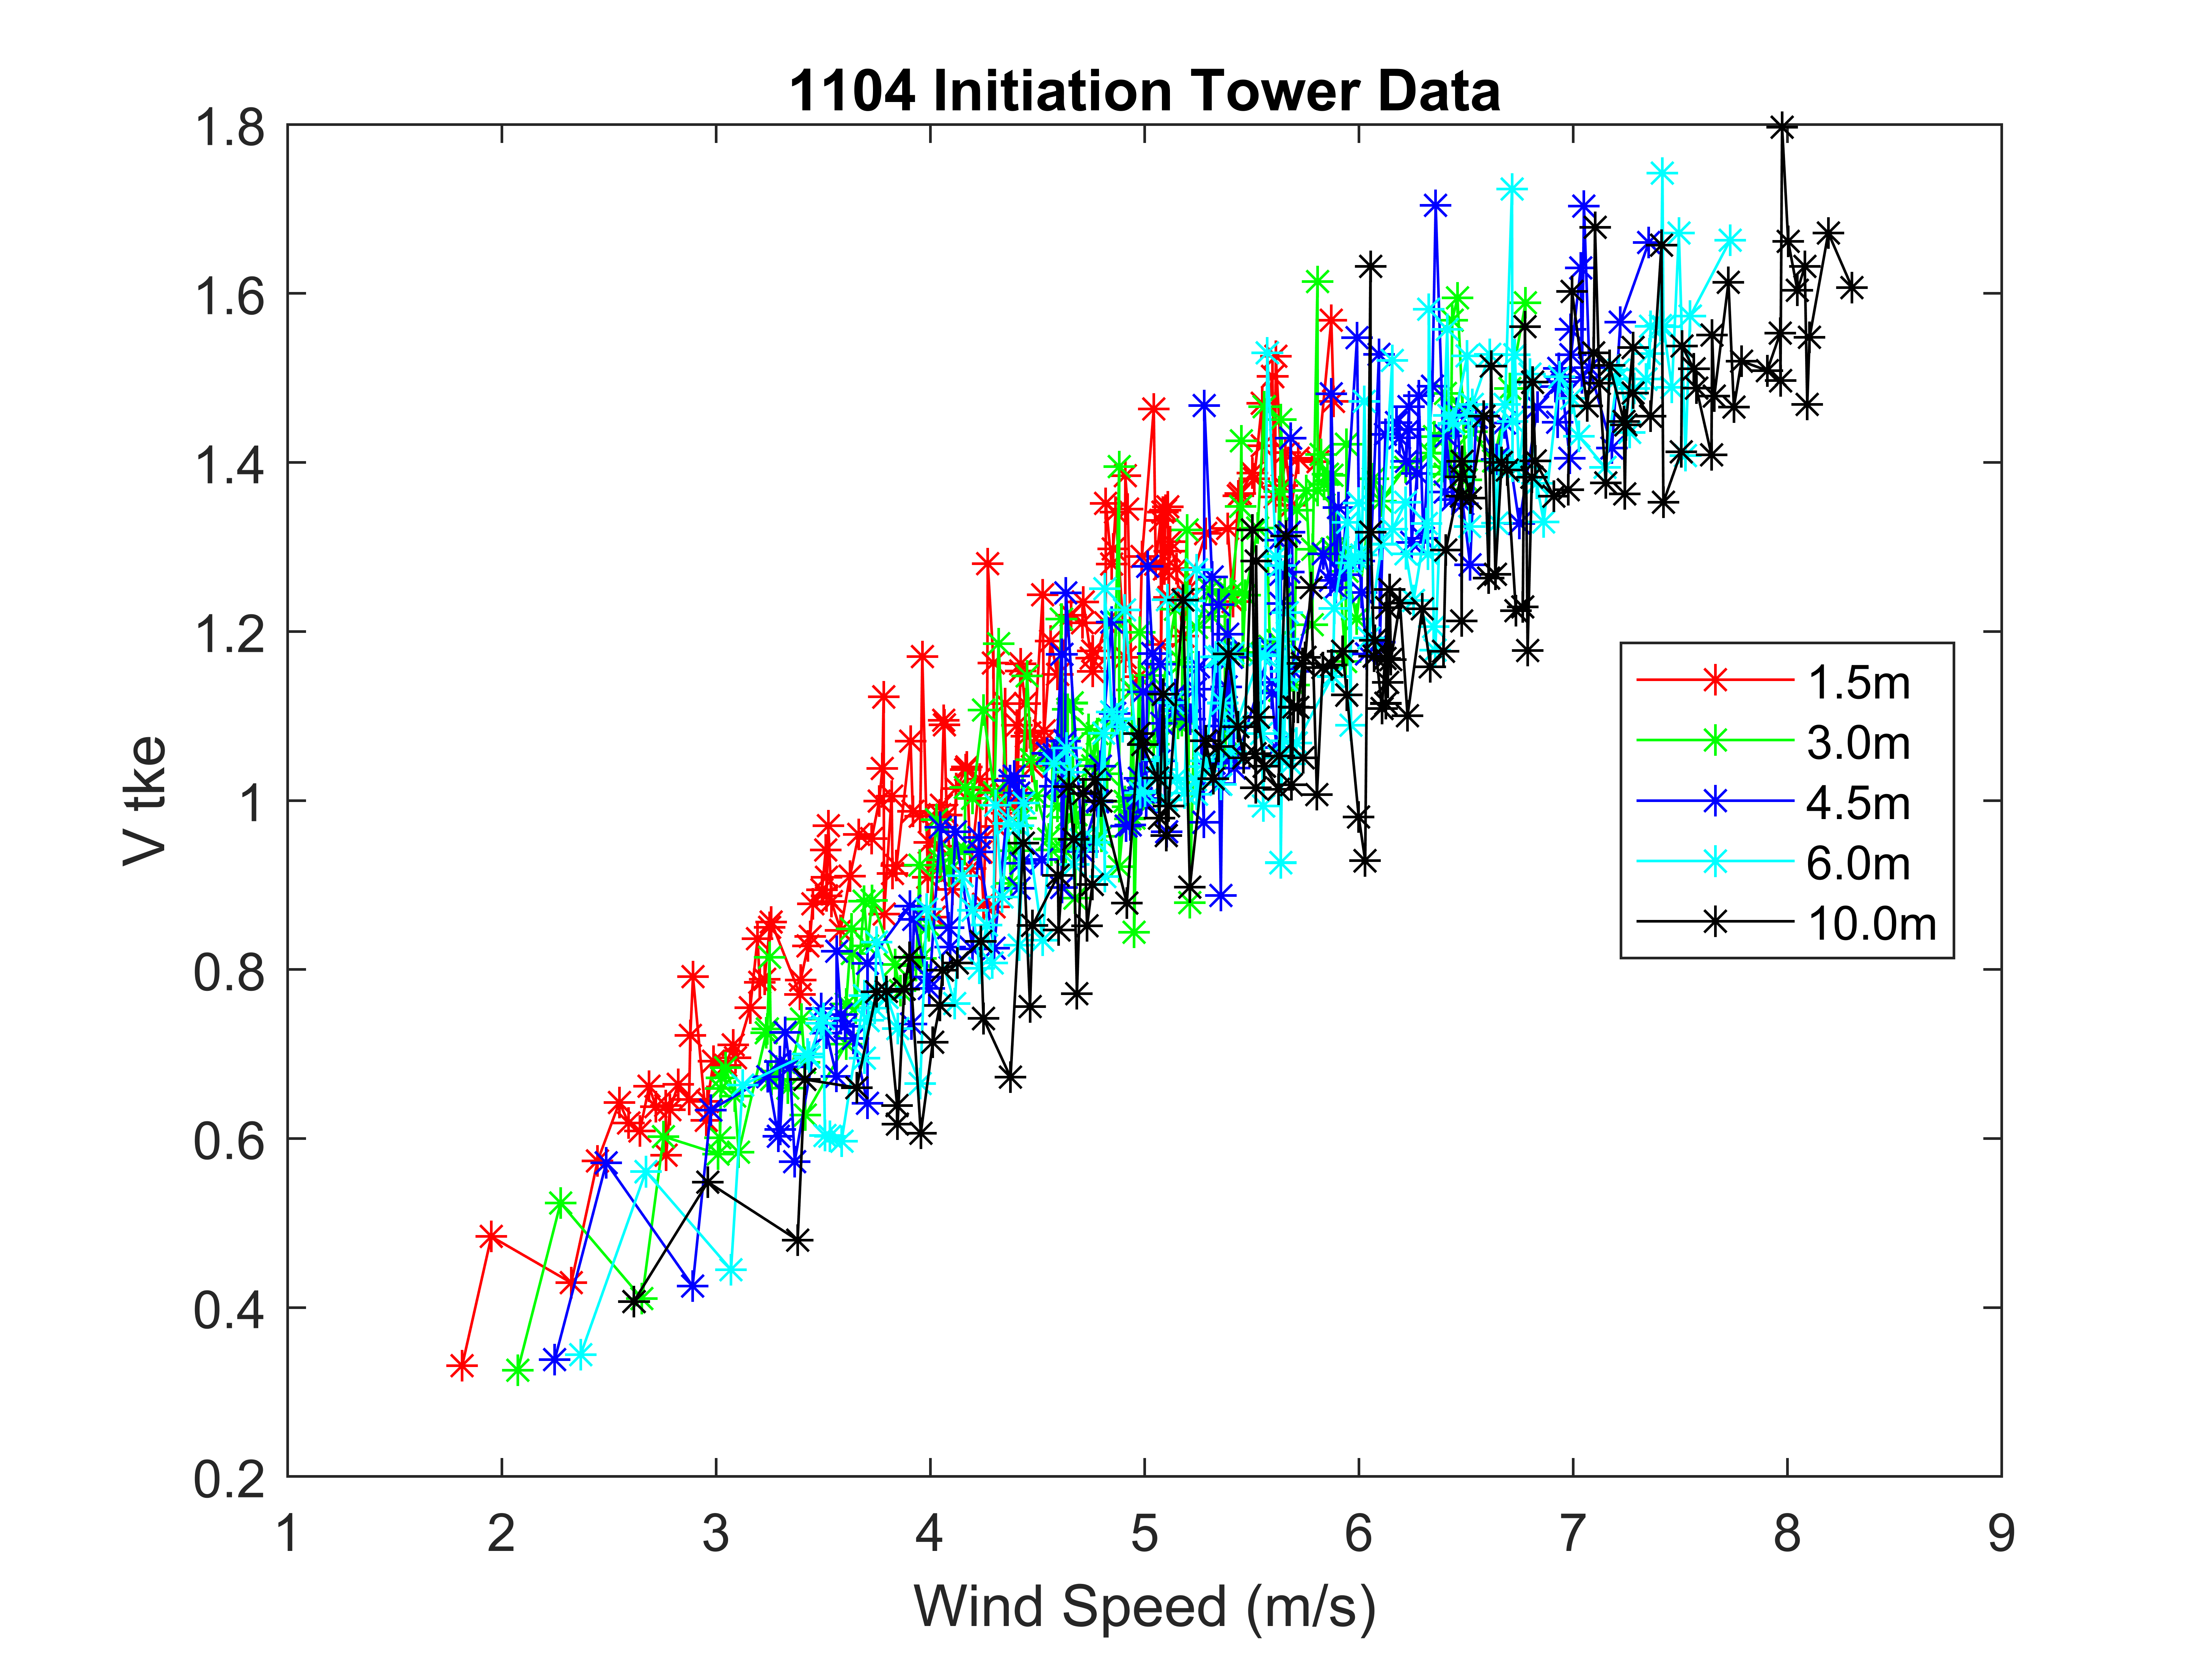 1104 Initiation Tower Data
1.8
1.6
1.4
1.2
1
0.8
0.6
0.4
0.2
V tke
1.5m
3.0m
4.5m
6.0m
10.0m
1 2 3 4 5 6 7 8 9
Wind Speed (m/s)